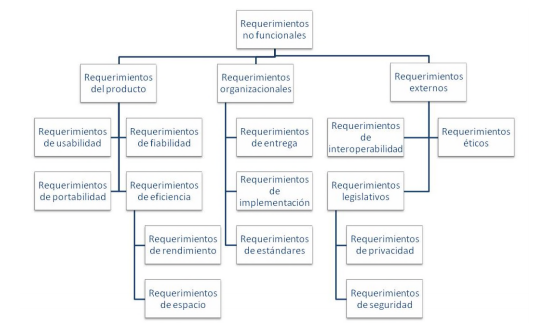 Requerimientos
no funcionales
Requerimientos
del producto
Requerimientos
organizacionales
Requerimientos
externos
Requerimientos
de usabilidad
Requerimientos
de fiabilidad
Requerimientos
de entrega
Requerimientos
de
interoperabilidad
Requerimientos
éticos
Requerimientos
de portabilidad
Requerimientos
de eficiencia
Requerimientos
de
implementación
Requerimientos
legislativos
Requerimientos
de rendimiento
Requerimientos
de estándares
Requerimientos
de privacidad
Requerimientos
de espacio
Requerimientos
de seguridad